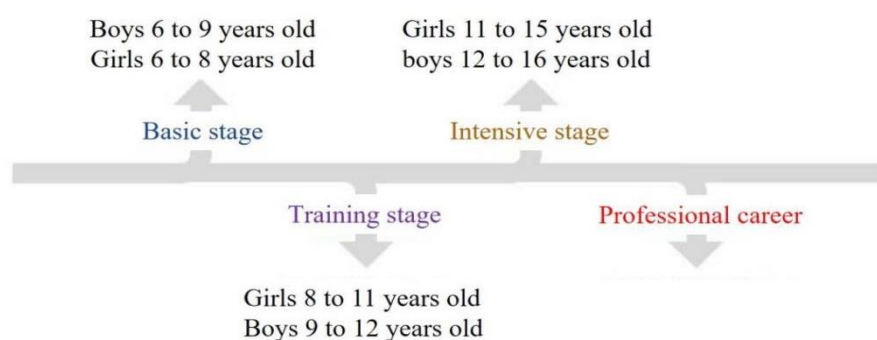 Boys 6 to 9 years old
Girls 6 to 8 years old
Girls 11 to 15 years old
boys 12 to 16 years old
Basic stage
Intensive stage
Training stage
Professional career
Girls 8 to 11 years old
Boys 9 to 12 years old